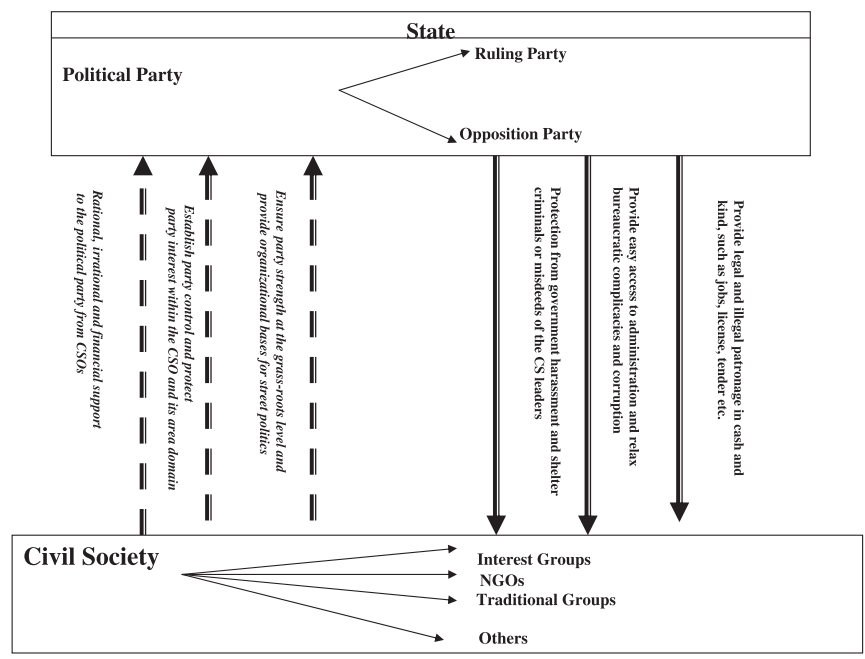 State
Ruling Party
Political Party
Opposition Party
Rational, irrational and financial support
to the political party from CSOs
Establish party control and protect
party interest within the CSO and its area domain
Ensure party strength at the grass-roots level and
provide organizational bases for street politics
Protection from government harassment and shelter
criminals or misdeeds of the CS leaders
Provide easy access to administration and relax
bureaucratic complicacies and corruption
Provide legal and illegal patronage in cash and
kind, such as jobs, license, tender etc.
Civil Society
Interest Groups
NGOs
Traditional Groups
Others